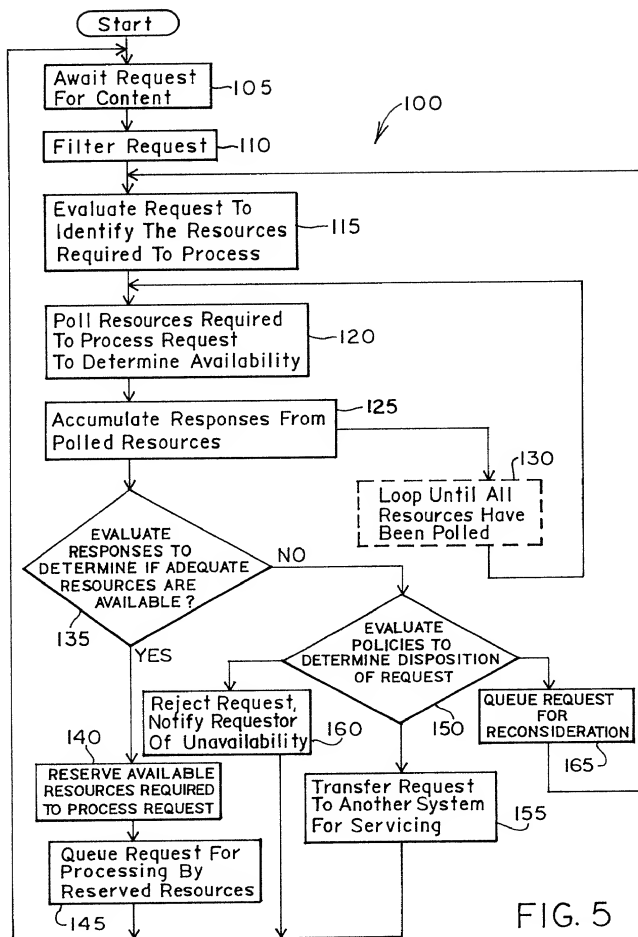 Start
Await Request
For Content
105
100
Filter Request
110
Evaluate Request To
Identify The Resources
Required To Process
115
Poll Resources Required
To Process Request
To Determine Availability
120
Accumulate Responses From
Polled Resources
125
130
Loop Until All
Resources Have
Been Polled
EVALUATE
RESPONSES TO
DETERMINE IF ADEQUATE
RESOURCES ARE
AVAILABLE ?
135
NO
YES
EVALUATE
POLICIES TO
DETERMINE DISPOSITION
OF REQUEST
150
Reject Request,
Notify Requestor
Of Unavailability
160
QUEUE REQUEST
FOR
RECONSIDERATION
165
140
RESERVE AVAILABLE
RESOURCES REQUIRED
TO PROCESS REQUEST
Transfer Request
To Another System
For Servicing
155
Queue Request For
Processing By
Reserved Resources
145
FIG. 5